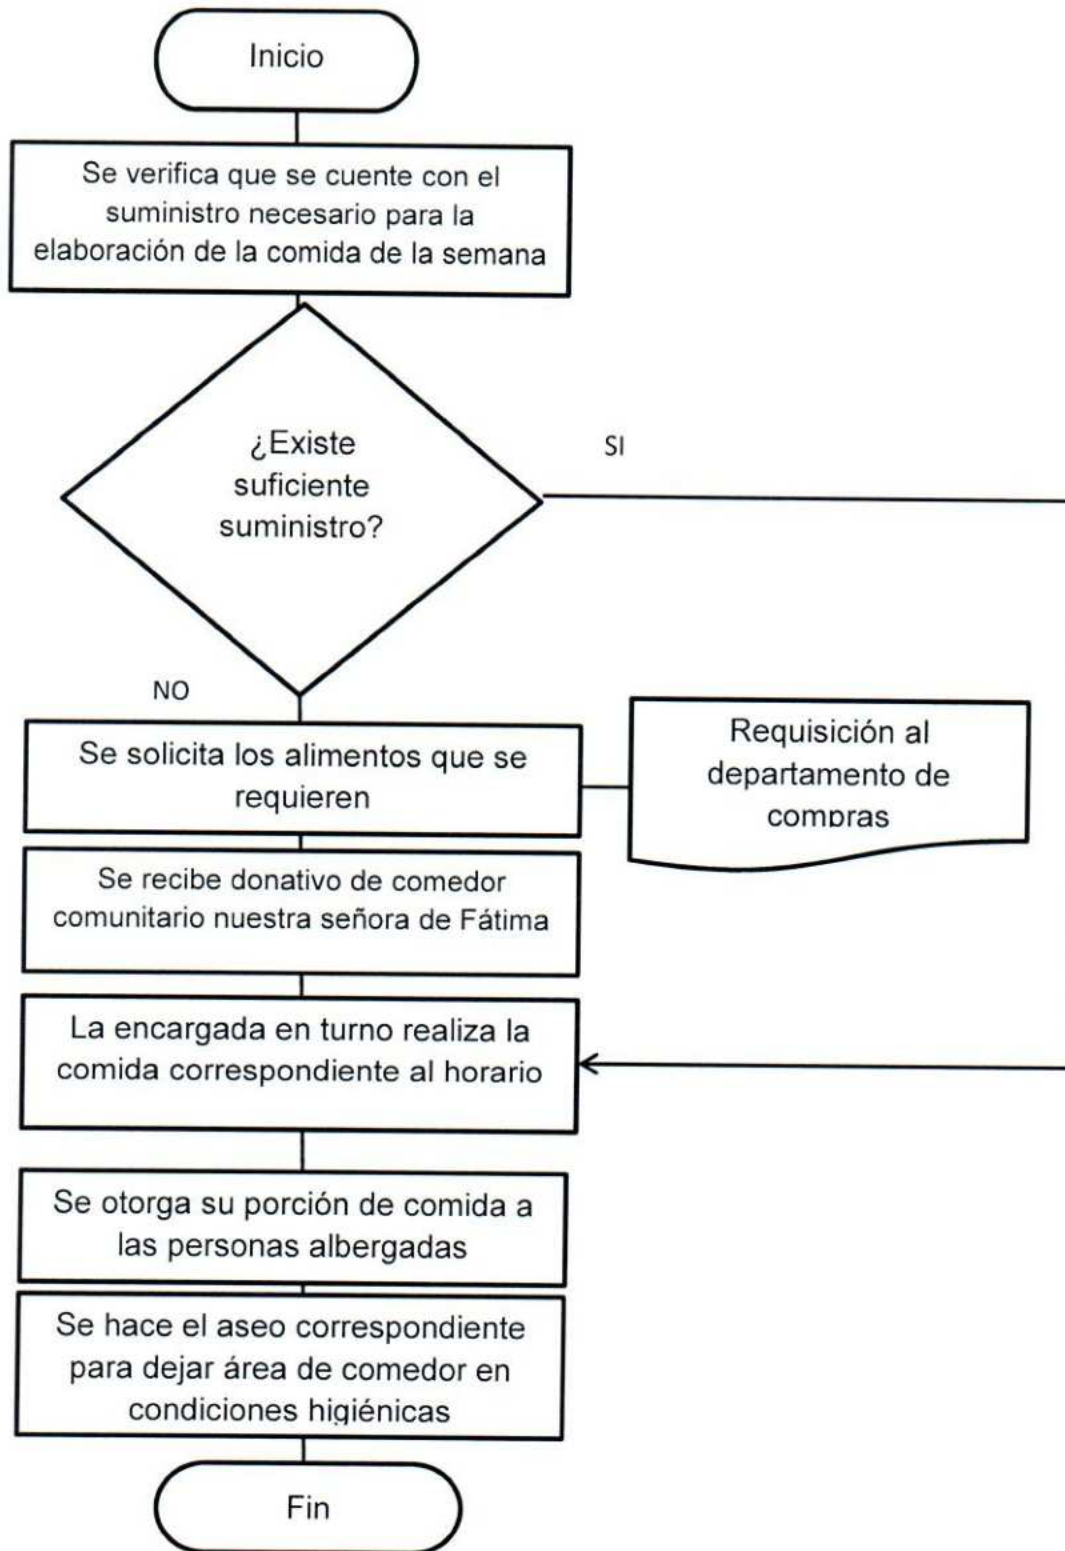 Inicio
Se verifica que se cuente con el
suministro necesario para la
elaboración de la comida de la semana
¿Existe
suficiente
suministro?
SI
NO
Se solicita los alimentos que se
requieren
Requisición al
departamento de
compras
Se recibe donativo de comedor
comunitario nuestra señora de Fátima
La encargada en turno realiza la
comida correspondiente al horario
Se otorga su porción de comida a
las personas albergadas
Se hace el aseo correspondiente
para dejar área de comedor en
condiciones higiénicas
Fin